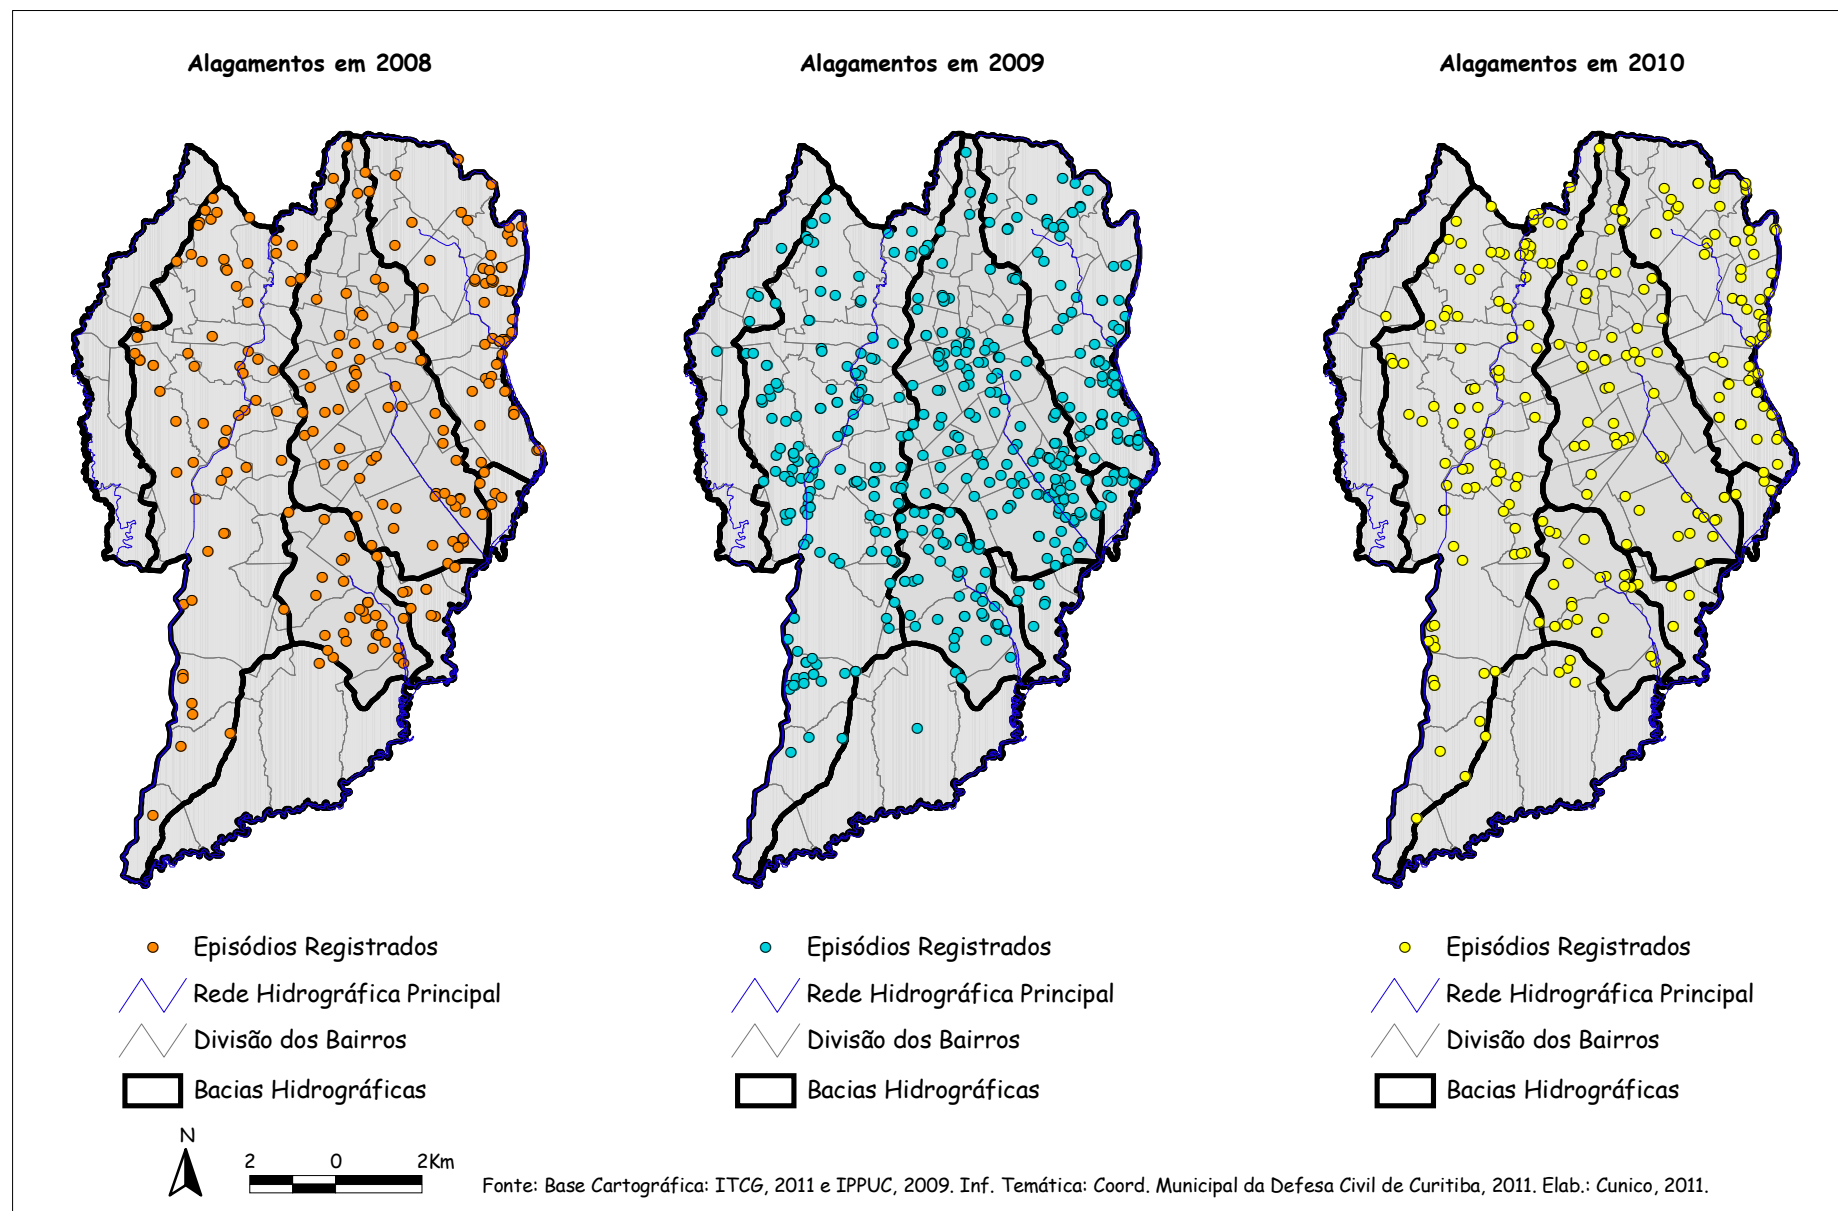 Alagamentos em 2008
Alagamentos em 2009
Alagamentos em 2010
Episódios Registrados
Rede Hidrográfica Principal
Divisão dos Bairros
Bacias Hidrográficas
Episódios Registrados
Rede Hidrográfica Principal
Divisão dos Bairros
Bacias Hidrográficas
Episódios Registrados
Rede Hidrográfica Principal
Divisão dos Bairros
Bacias Hidrográficas
N
2 0 2Km
Fonte: Base Cartográfica: ITCG, 2011 e IPPUC, 2009. Inf. Temática: Coord. Municipal da Defesa Civil de Curitiba, 2011. Elab.: Cunico, 2011.